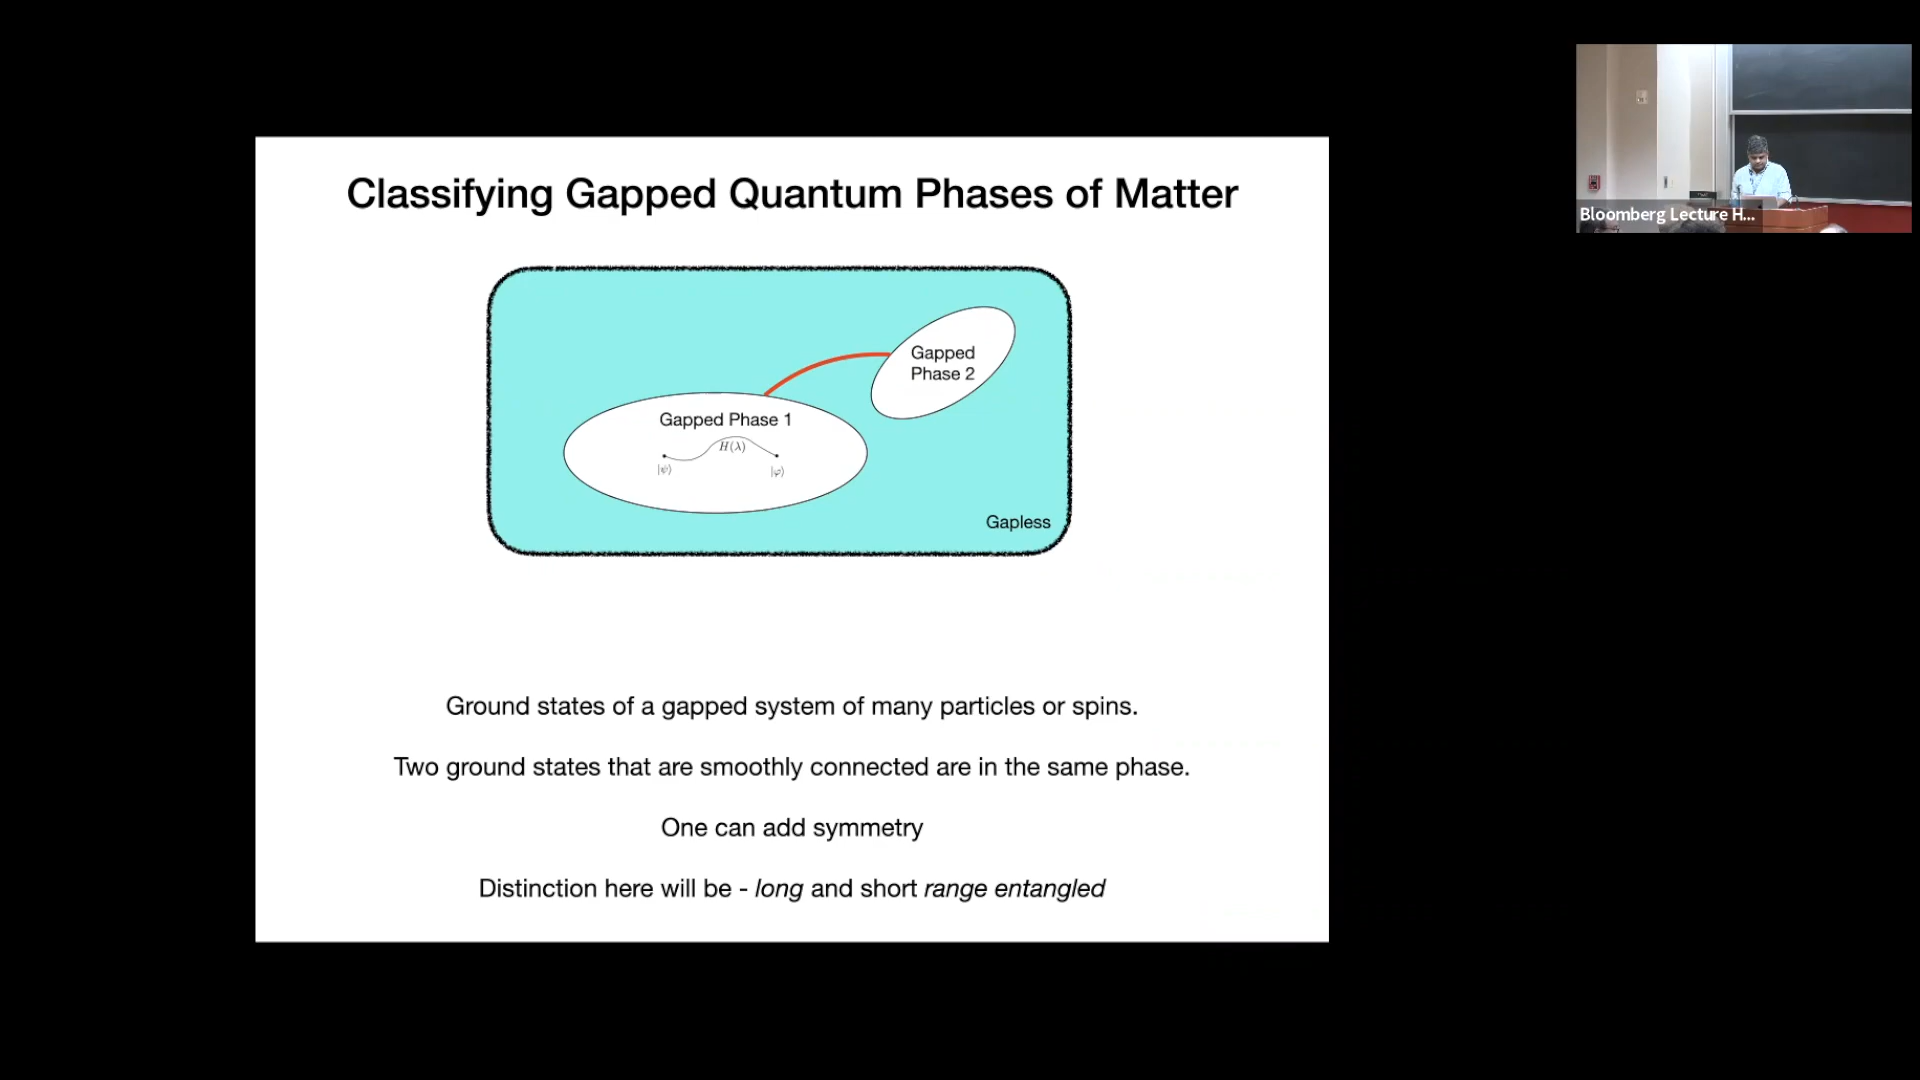 Classifying Gapped Quantum Phases of Matter
Gapped
Phase 2
Gapped Phase 1
H(λ)
|ψ⟩
|φ⟩
Gapless
Ground states of a gapped system of many particles or spins.
Two ground states that are smoothly connected are in the same phase.
One can add symmetry
Distinction here will be - long and short range entangled
Bloomberg Lecture H...